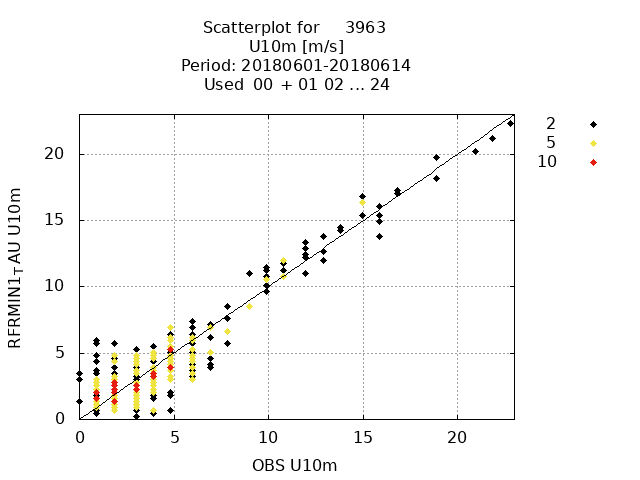 Scatterplot for 3963
U10m [m/s]
Period: 20180601-20180614
Used 00 + 01 02 ... 24
2
5
10
RFRMIN1_T AU U10m
20
15
10
5
0
0 5 10 15 20
OBS U10m